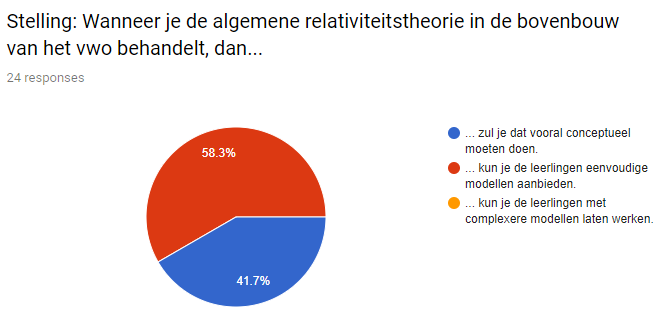 Stelling: Wanneer je de algemene relativiteitstheorie in de bovenbouw
van het vwo behandelt, dan...
24 responses
58.3%
41.7%
... zul je dat vooral conceptueel
moeten doen.
... kun je de leerlingen eenvoudige
modellen aanbieden.
... kun je de leerlingen met
complexere modellen laten werken.